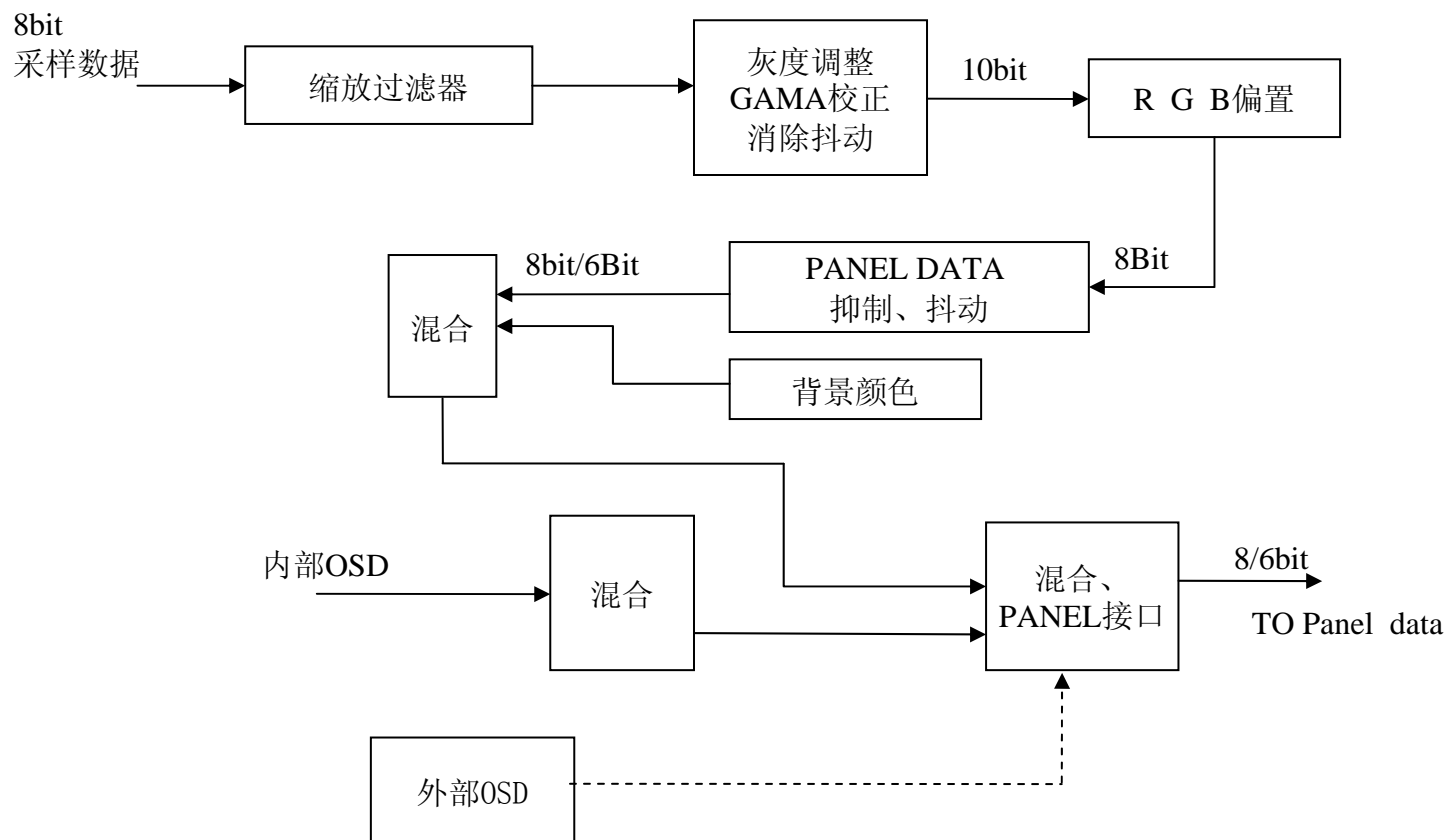 8bit
采样数据
缩放过滤器
灰度调整
GAMA校正
消除抖动
10bit
R G B偏置
8Bit
PANEL DATA
抑制、抖动
8bit/6Bit
混合
背景颜色
内部OSD
混合
混合、
PANEL接口
8/6bit
TO Panel data
外部OSD